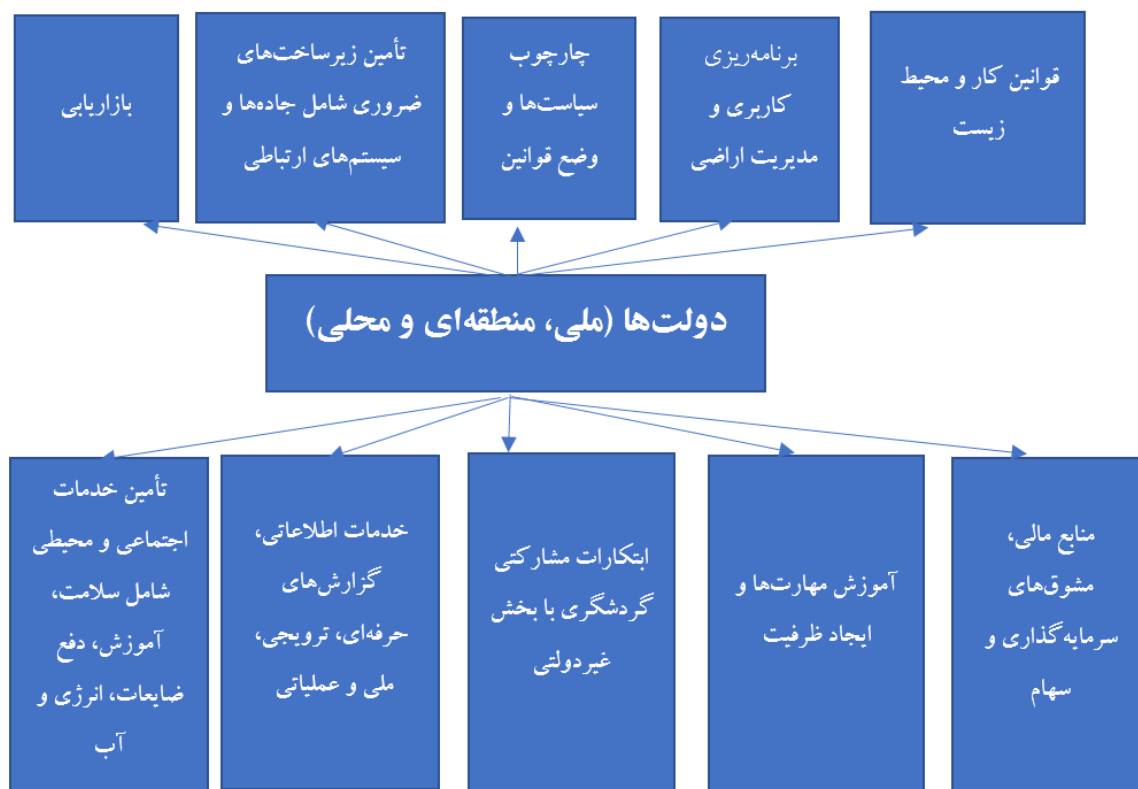 قوانین کار و محیط
زیست
برنامه‌ریزی
کاربری و
مدیریت اراضی
چارچوب
سیاست‌ها و
وضع قوانین
تأمین زیرساخت‌های
ضروری شامل جاده‌ها و
سیستم‌های ارتباطی
بازاریابی
دولت‌ها (ملی، منطقه‌ای و محلی)
منابع مالی،
مشوق‌های
سرمایه‌گذاری و
سهام
آموزش مهارت‌ها و
ایجاد ظرفیت
ابتکارات مشارکتی
گردشگری با بخش
غیردولتی
خدمات اطلاعاتی،
گزارش‌های
حرفه‌ای، ترویجی،
ملی و عملیاتی
تأمین خدمات
اجتماعی و محیطی
شامل سلامت،
آموزش، دفع
ضایعات، انرژی و
آب